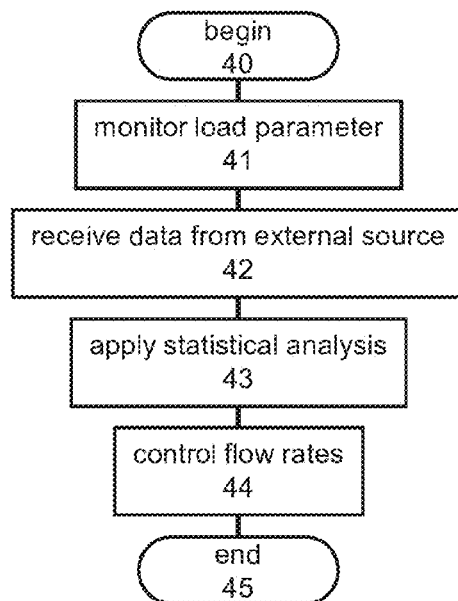 begin
40
monitor load parameter
41
receive data from external source
42
apply statistical analysis
43
control flow rates
44
end
45